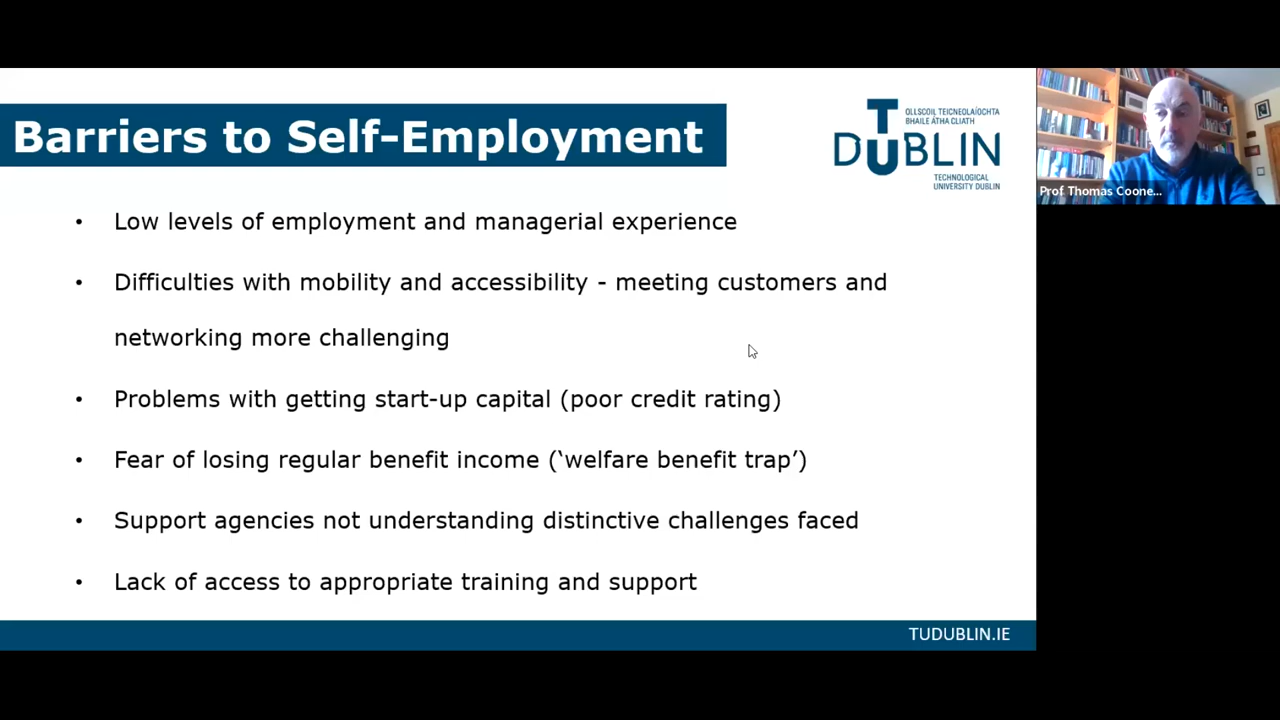 Barriers to Self-Employment
T
OLLSCOIL TEICNEOLAÍOCHTA
BHAILE ÁTHA CLIATH
DUBLIN
TECHNOLOGICAL
UNIVERSITY DUBLIN
Prof Thomas Coone...
• Low levels of employment and managerial experience
• Difficulties with mobility and accessibility - meeting customers and
networking more challenging
• Problems with getting start-up capital (poor credit rating)
• Fear of losing regular benefit income (‘welfare benefit trap’)
• Support agencies not understanding distinctive challenges faced
• Lack of access to appropriate training and support
TUDUBLIN.IE